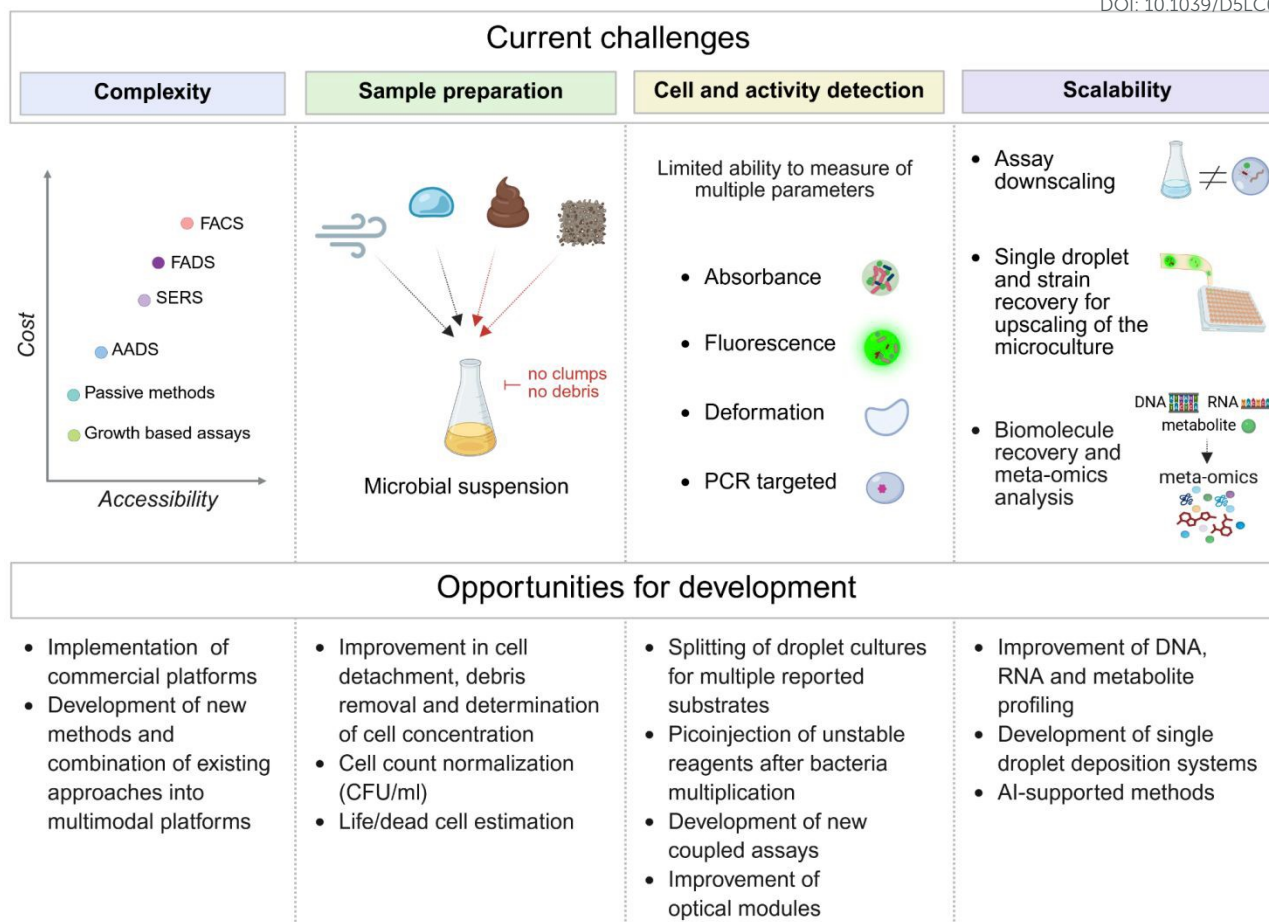 DOI: 10.1039/D5LC
Current challenges
Complexity
Sample preparation
Cell and activity detection
Scalability
Cost
FACS
FADS
SERS
AADS
Passive methods
Growth based assays
Accessibility
no clumps
no debris
Microbial suspension
Limited ability to measure of
multiple parameters
• Absorbance
• Fluorescence
• Deformation
• PCR targeted
• Assay
downscaling
• Single droplet
and strain
recovery for
upscaling of the
microculture
• Biomolecule
recovery and
meta-omics
analysis
≠
DNA RNA
metabolite
meta-omics
Opportunities for development
• Implementation of
commercial platforms
• Development of new
methods and
combination of existing
approaches into
multimodal platforms
• Improvement in cell
detachment, debris
removal and determination
of cell concentration
• Cell count normalization
(CFU/ml)
• Life/dead cell estimation
• Splitting of droplet cultures
for multiple reported
substrates
• Picoinjection of unstable
reagents after bacteria
multiplication
• Development of new
coupled assays
• Improvement of
optical modules
• Improvement of DNA,
RNA and metabolite
profiling
• Development of single
droplet deposition systems
• AI-supported methods